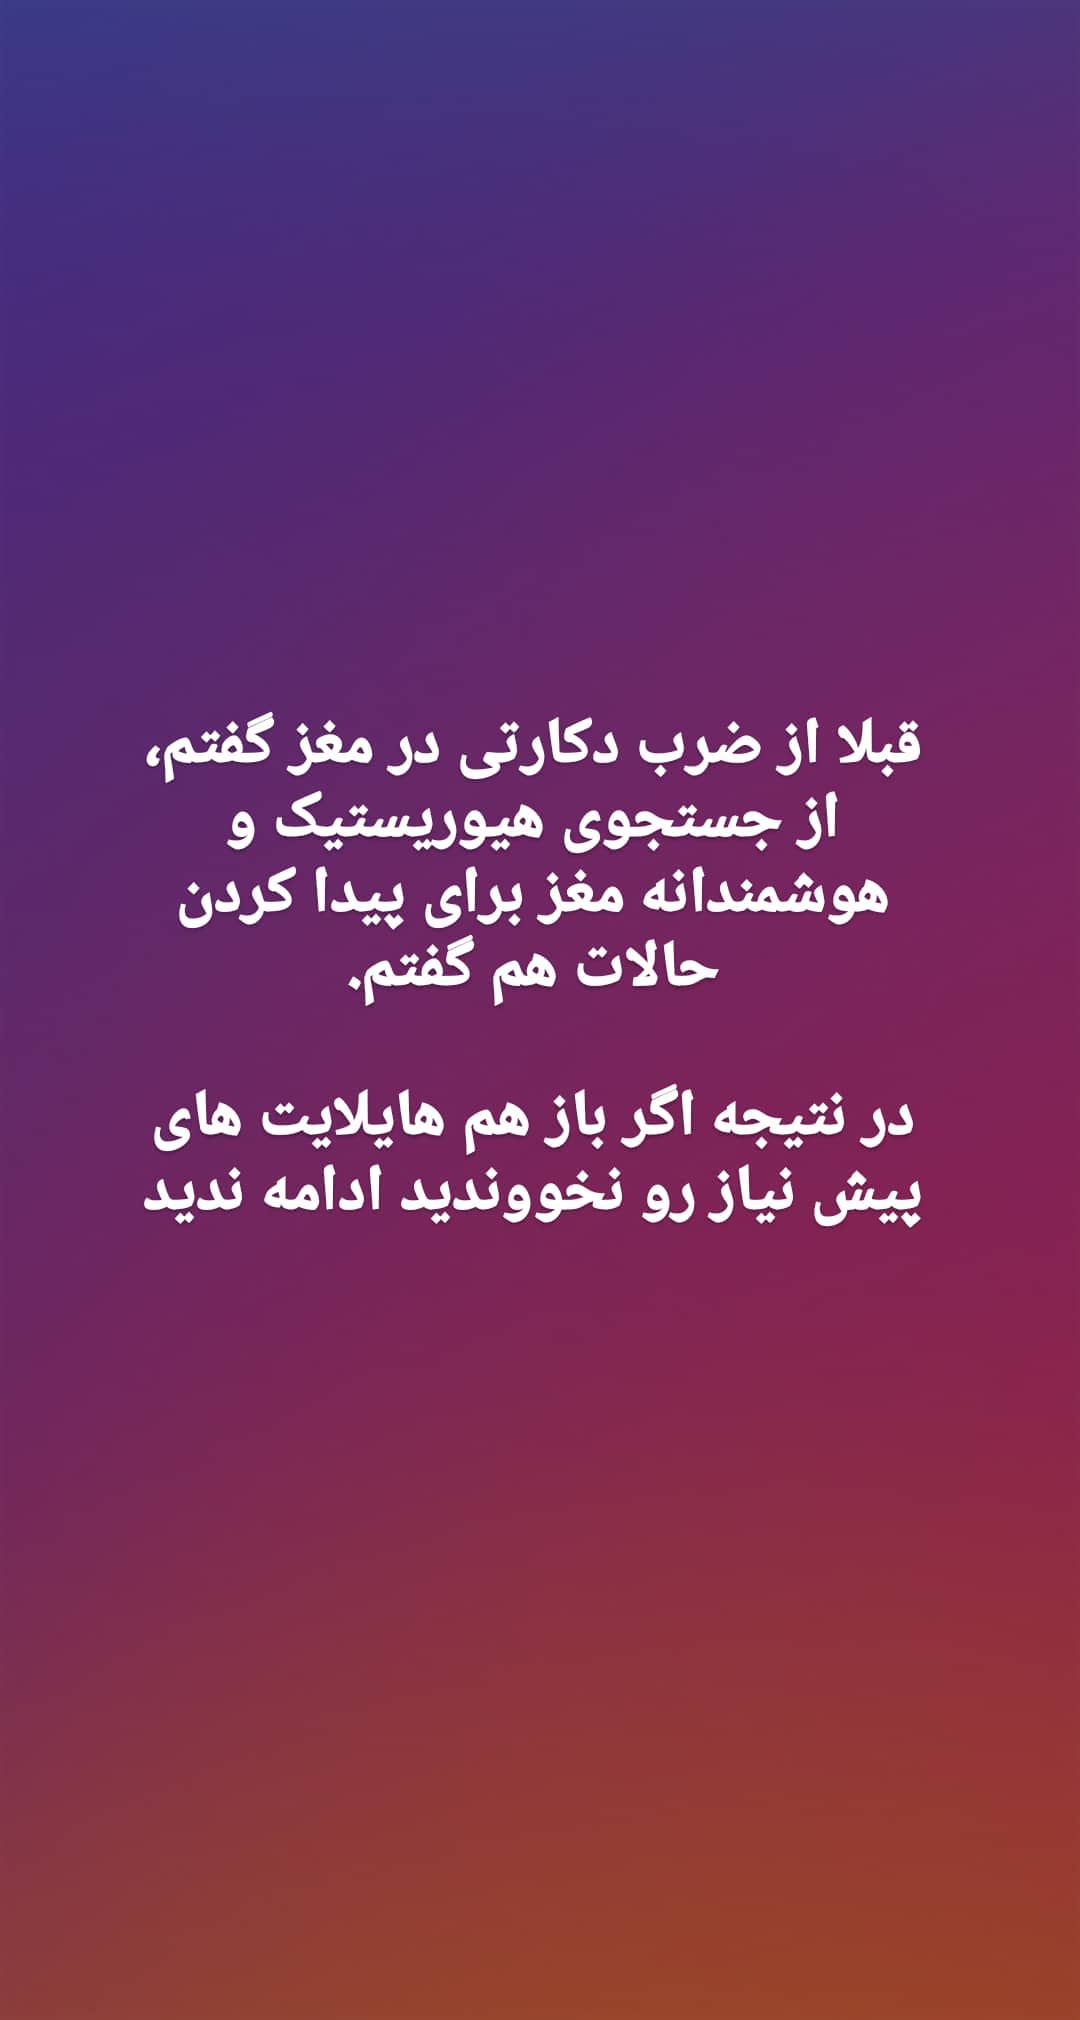 قبلا از ضرب دکارتی در مغز گفتم،
از جستجوی هیوریستیک و
هوشمندانه مغز برای پیدا کردن
حالات هم گفتم.
در نتیجه اگر باز هم هایلایت های
پیش نیاز رو نخووندید ادامه ندید